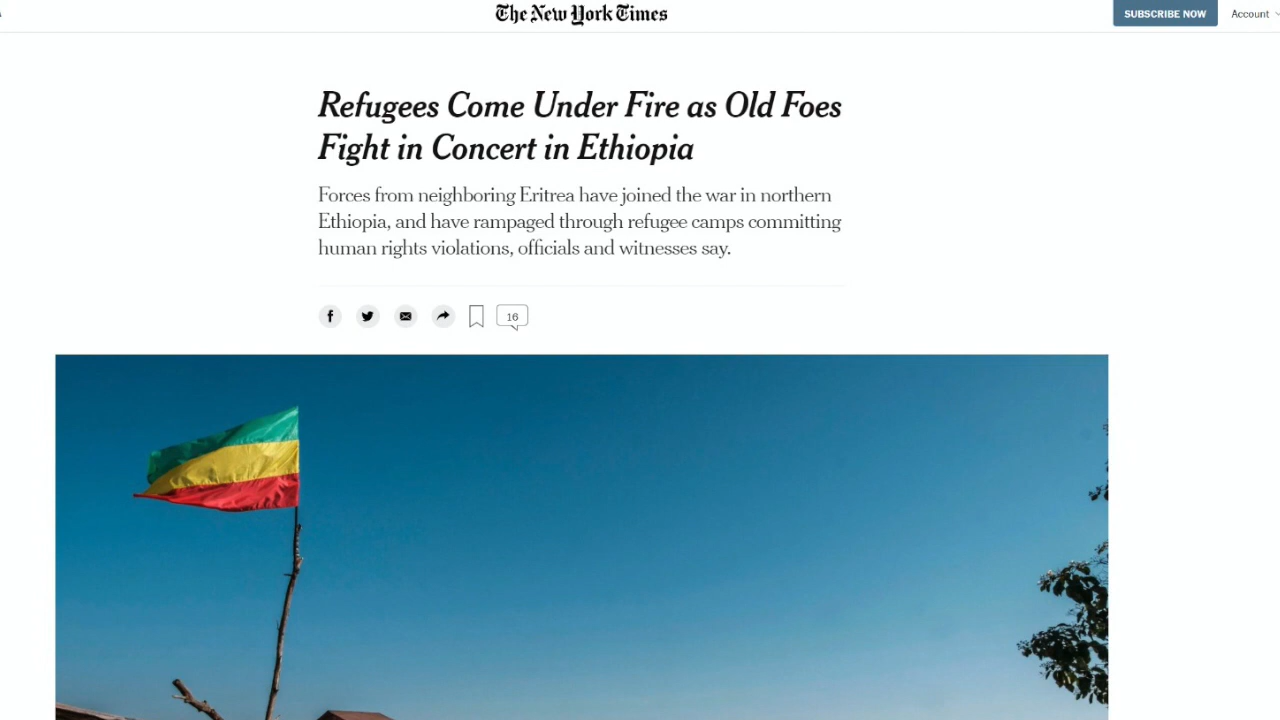 The New York Times
SUBSCRIBE NOW
Account
Refugees Come Under Fire as Old Foes
Fight in Concert in Ethiopia
Forces from neighboring Eritrea have joined the war in northern
Ethiopia, and have rampaged through refugee camps committing
human rights violations, officials and witnesses say.
16